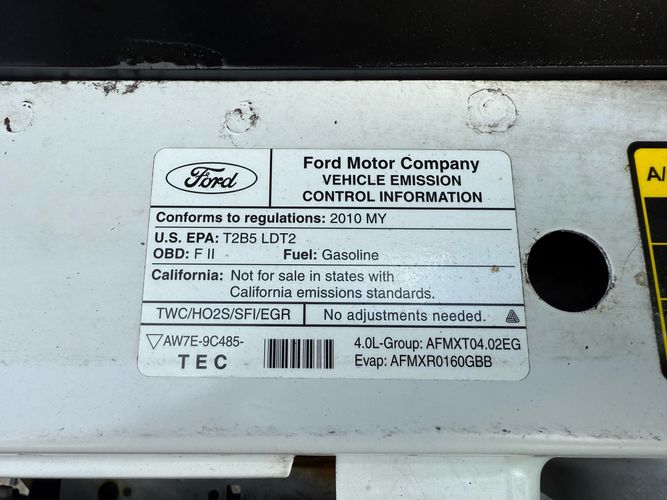 Ford
Ford Motor Company
VEHICLE EMISSION
CONTROL INFORMATION
Conforms to regulations: 2010 MY
U.S. EPA: T2B5 LDT2
OBD: F II Fuel: Gasoline
California: Not for sale in states with
California emissions standards.
TWC/HO2S/SFI/EGR No adjustments needed.
AW7E-9C485- 4.0L-Group: AFMXT04.02EG
TEC Evap: AFMXR0160GBB
A/